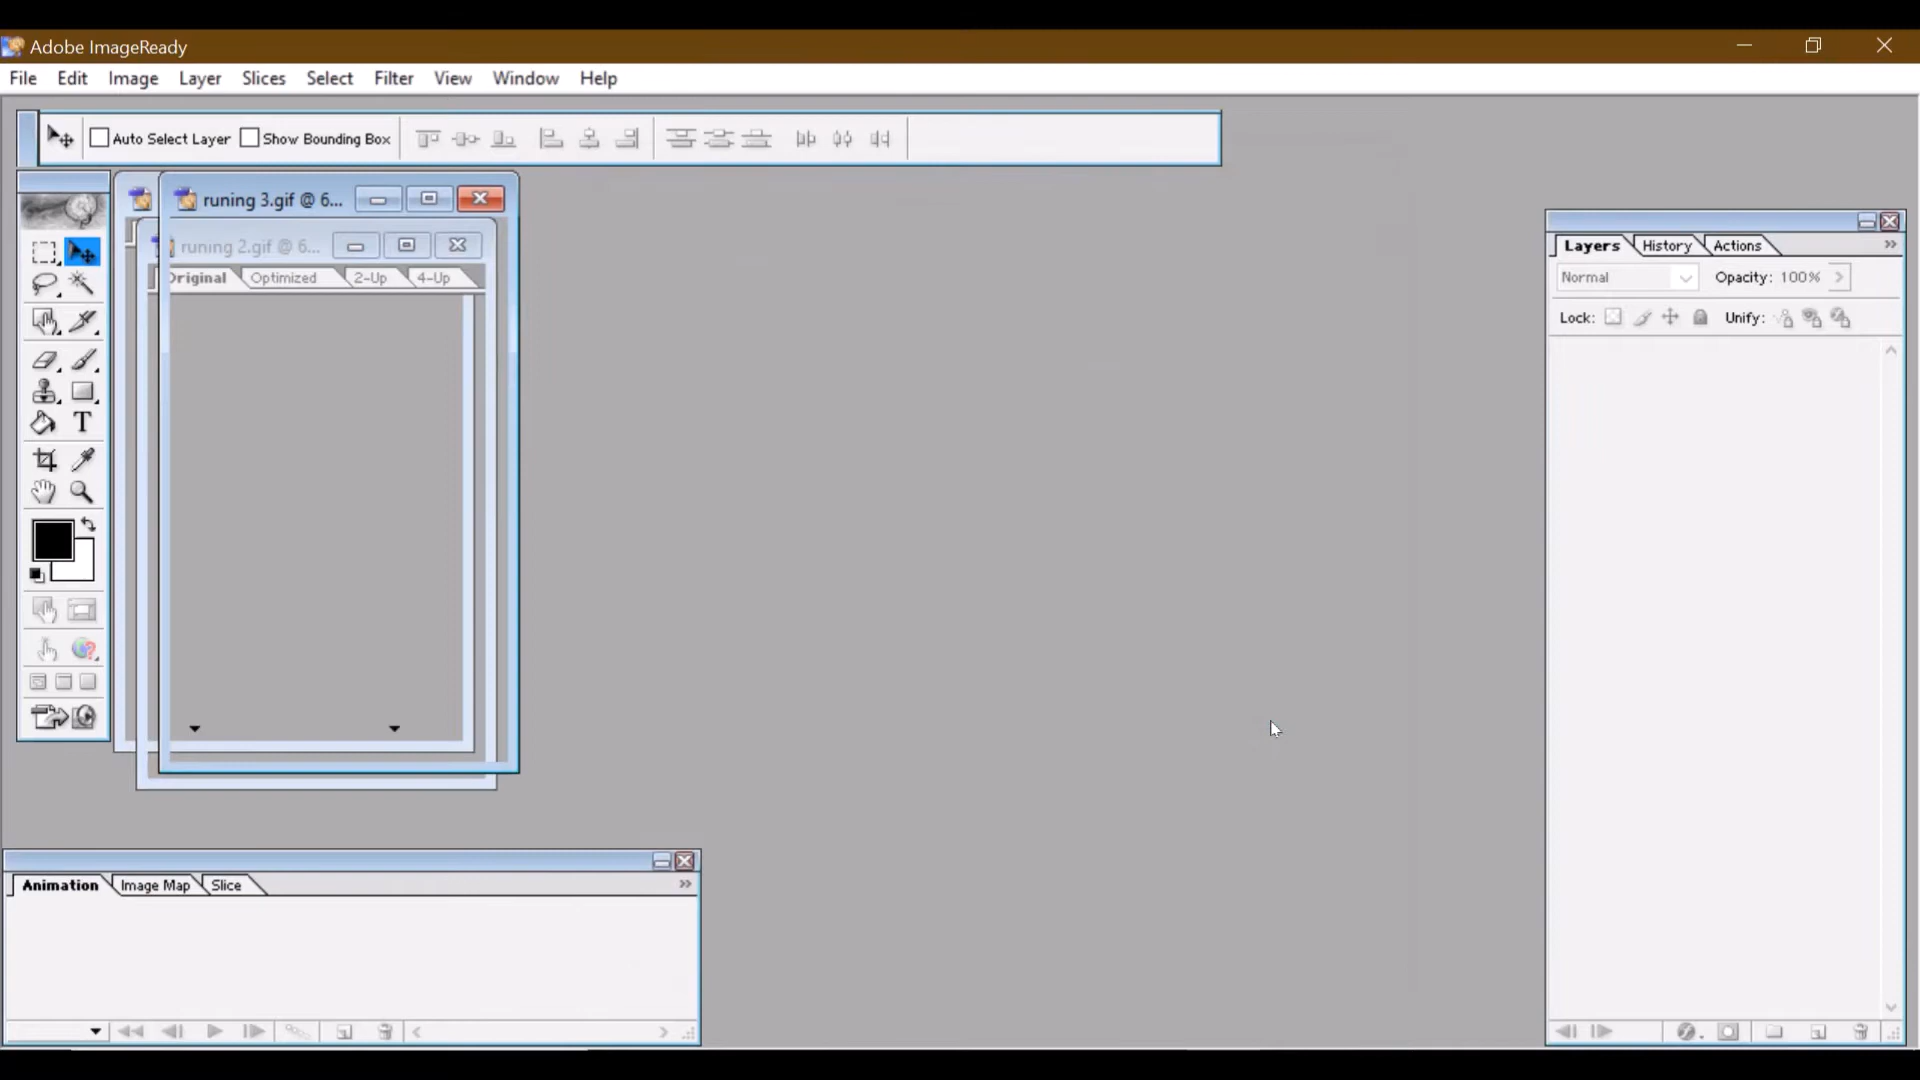 Adobe ImageReady
File Edit Image Layer Slices Select Filter View Window Help
Auto Select Layer Show Bounding Box
runing 3.gif @ 6...
runing 2.gif @ 6...
Original Optimized 2-Up 4-Up
Layers History Actions
Normal Opacity: 100%
Lock: Unify:
T
Animation Image Map Slice